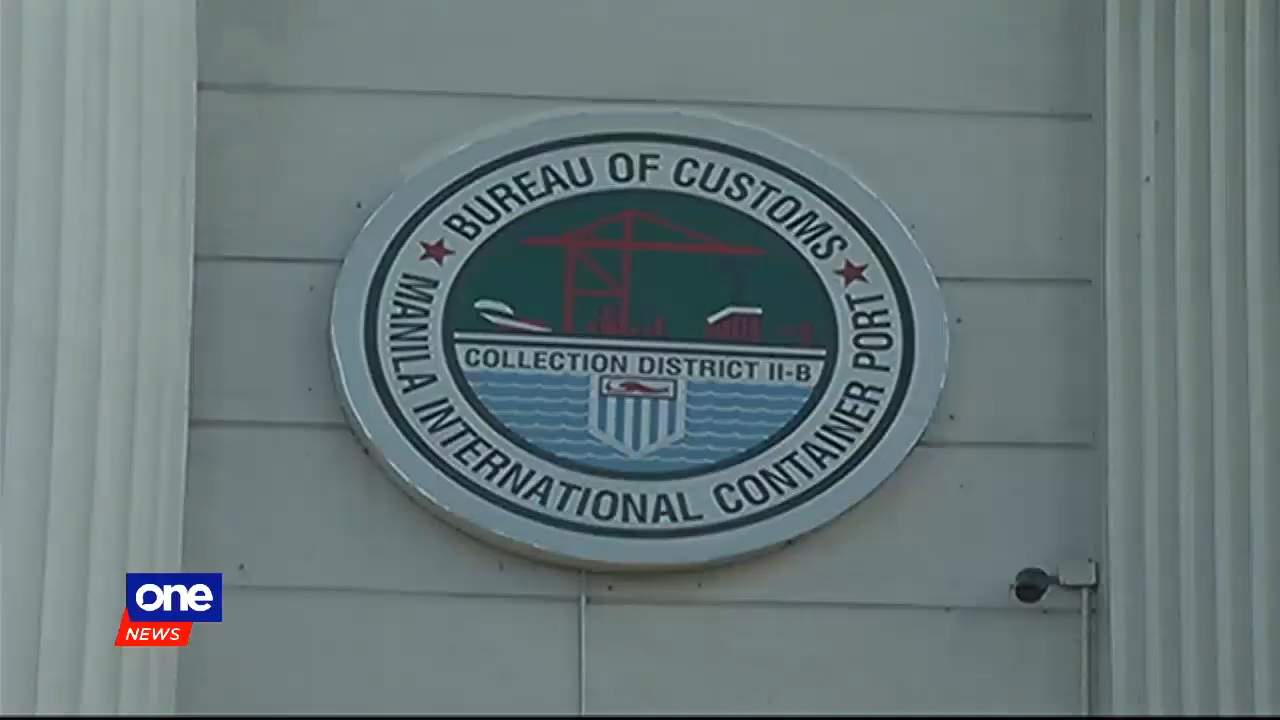 BUREAU OF CUSTOMS
COLLECTION DISTRICT II-B
MANILA INTERNATIONAL CONTAINER PORT
one
NEWS